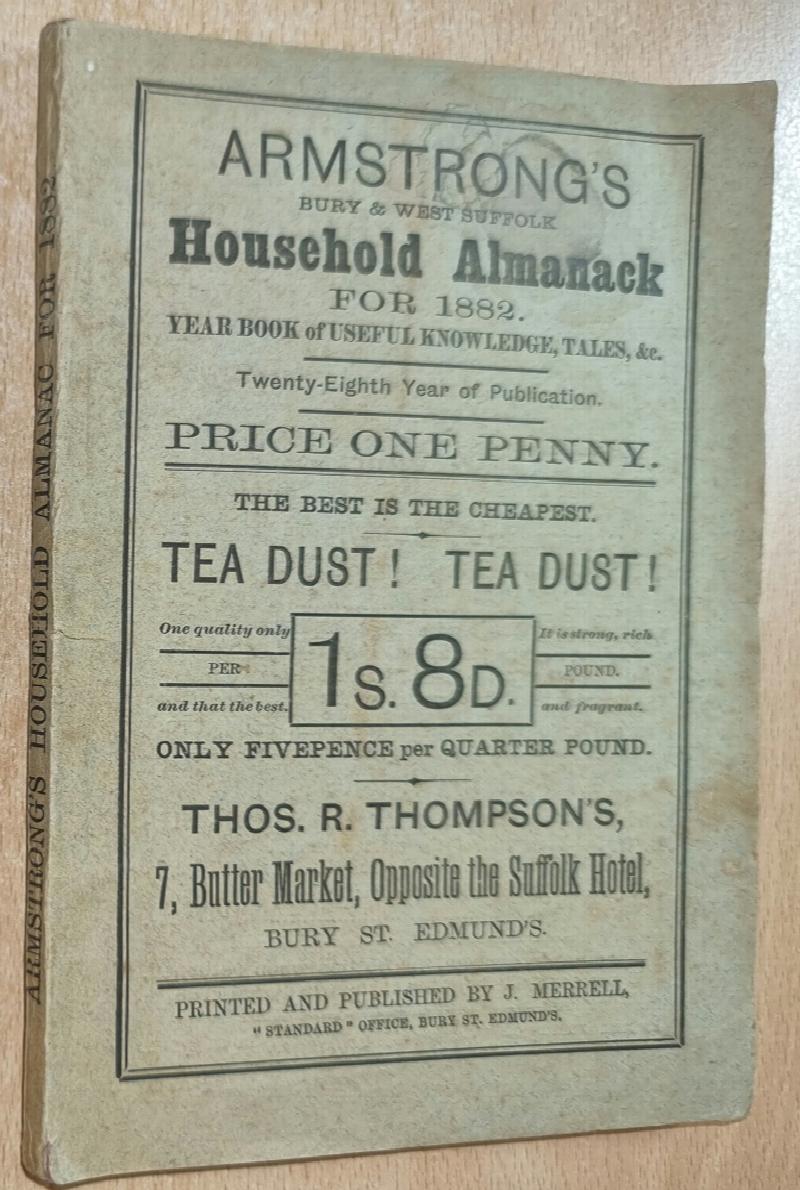 ARMSTRONG'S HOUSEHOLD ALMANAC FOR 1882
ARMSTRONG'S
BURY & WEST SUFFOLK
Household Almanack
FOR 1882.
YEAR BOOK of USEFUL KNOWLEDGE, TALES, &c.
Twenty-Eighth Year of Publication.
PRICE ONE PENNY.
THE BEST IS THE CHEAPEST.
TEA DUST! TEA DUST!
One quality only
PER
and that the best.
1S. 8D.
It is strong, rich
POUND.
and fragrant.
ONLY FIVEPENCE per QUARTER POUND.
THOS. R. THOMPSON'S,
7, Butter Market, Opposite the Suffolk Hotel,
BURY ST. EDMUND'S.
PRINTED AND PUBLISHED BY J. MERRELL,
"STANDARD" OFFICE, BURY ST. EDMUND'S.